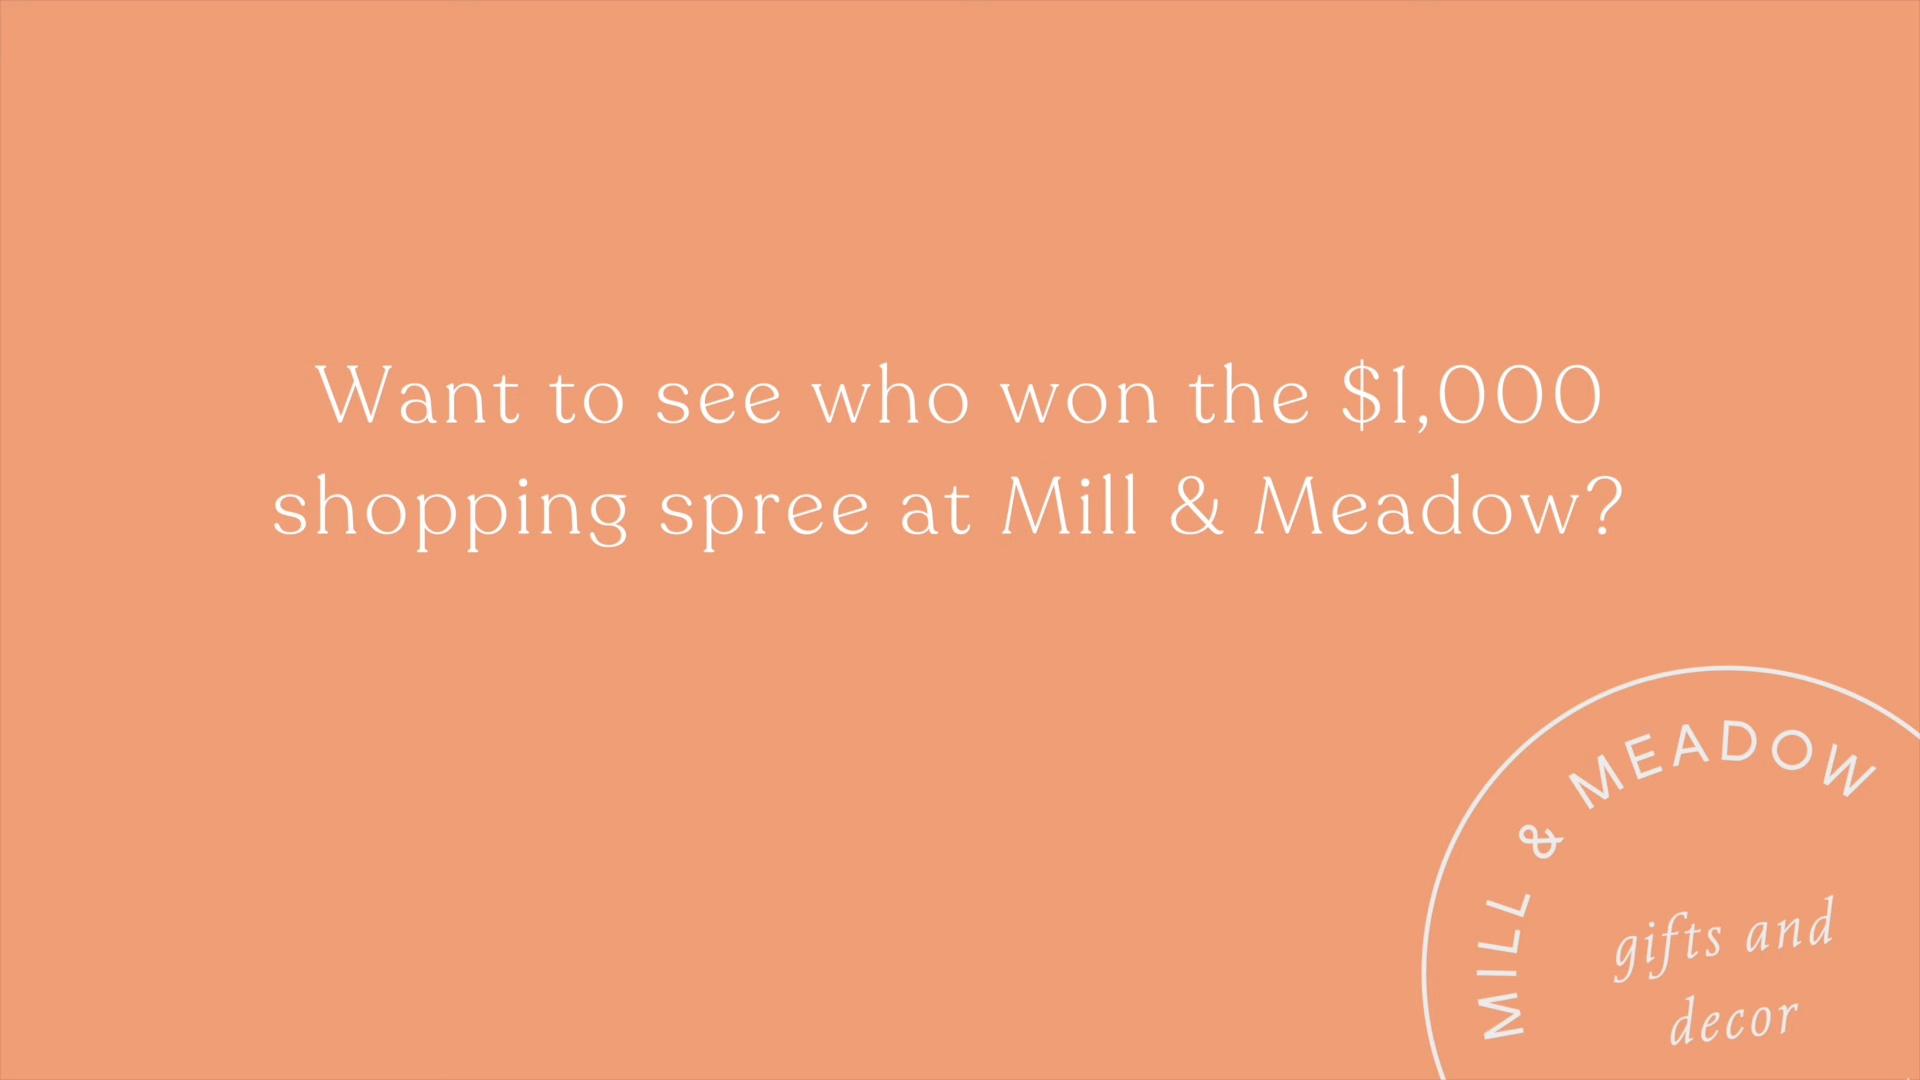 Want to see who won the $1,000
shopping spree at Mill & Meadow?
MILL & MEADOW
gifts and
decor